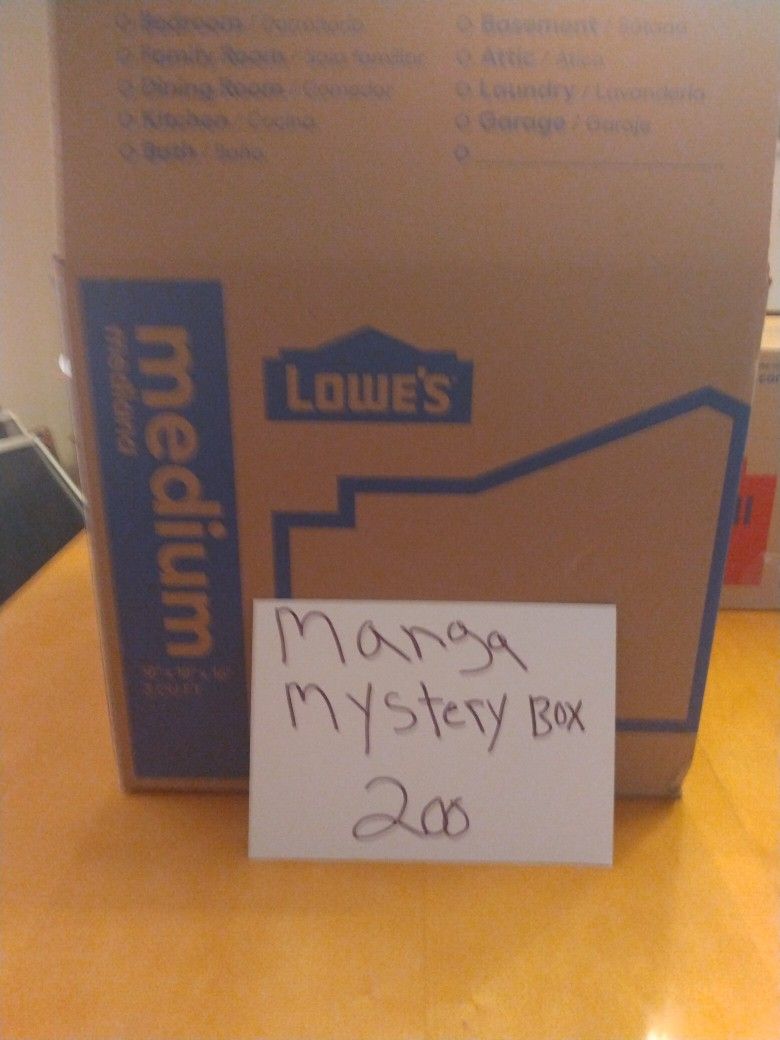 Bedroom / Dormitorio
Family Room / Sala familiar
Dining Room / Comedor
Kitchen / Cocina
Bath / Baño
Basement / Sótano
Attic / Ático
Laundry / Lavandería
Garage / Garaje
medium
mediana
LOWE'S
Manga
Mystery Box
200